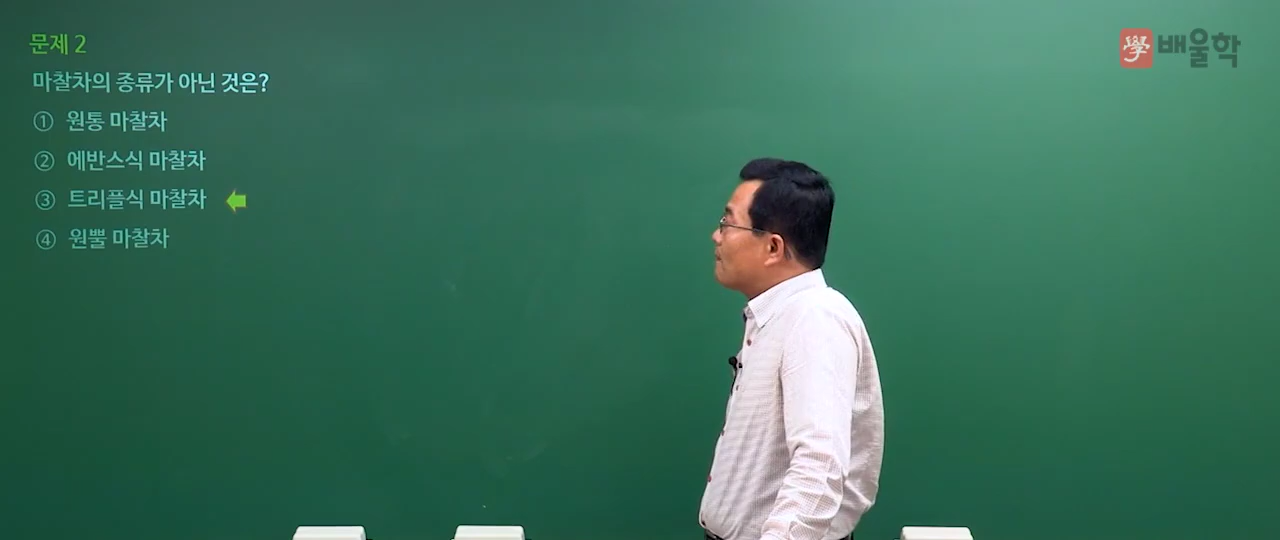 문제 2
마찰차의 종류가 아닌 것은?
① 원통 마찰차
② 에반스식 마찰차
③ 트리플식 마찰차
④ 원뿔 마찰차
學 배울학